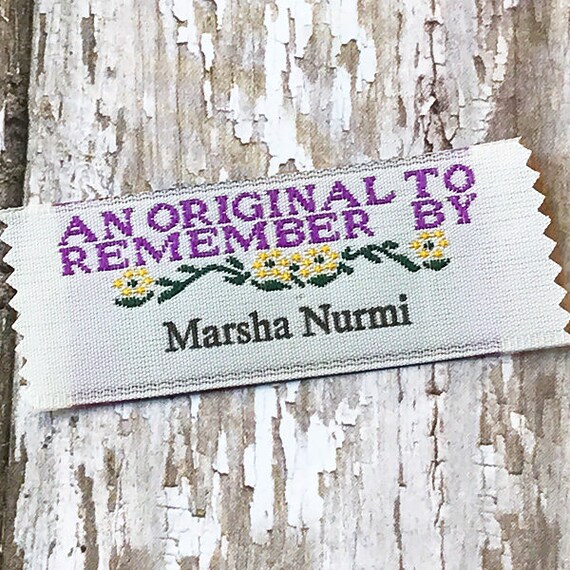 AN ORIGINAL TO
REMEMBER BY
Marsha Nurmi